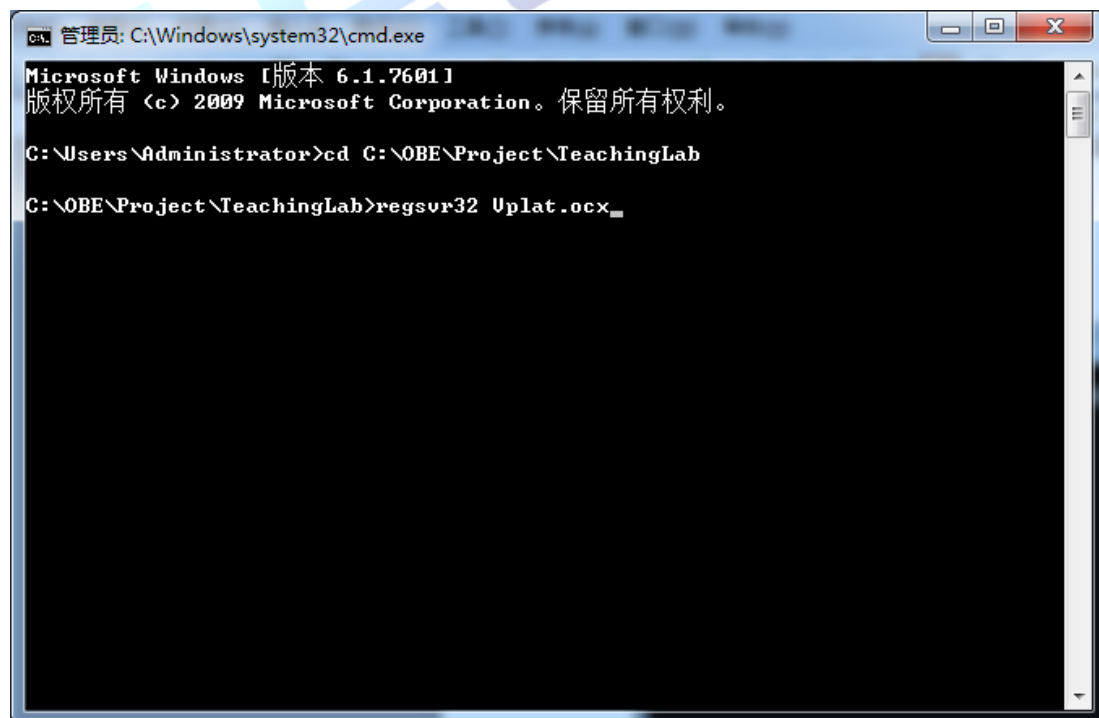 管理员: C:\Windows\system32\cmd.exe
Microsoft Windows [版本 6.1.7601]
版权所有 (c) 2009 Microsoft Corporation。保留所有权利。
C:\Users\Administrator>cd C:\OBE\Project\TeachingLab
C:\OBE\Project\TeachingLab>regsvr32 Vplat.ocx